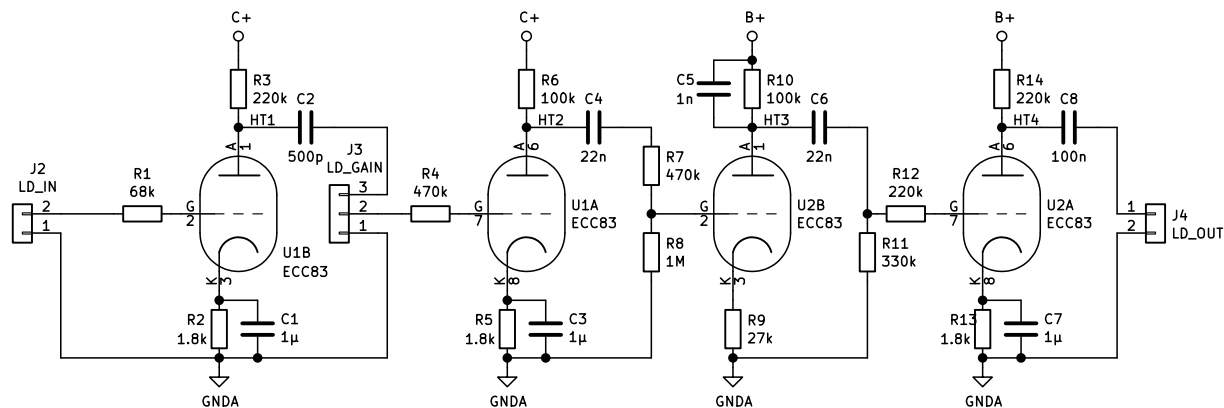 C+
R3
220k
HT1
C2
500p
A
1
J2
LD_IN
2
1
R1
68k
G
2
U1B
ECC83
K
3
R2
1.8k
C1
1µ
GNDA
J3
LD_GAIN
3
2
1
R4
470k
C+
R6
100k
HT2
C4
22n
A
6
G
7
U1A
ECC83
K
8
R5
1.8k
C3
1µ
GNDA
R7
470k
R8
1M
B+
C5
1n
R10
100k
HT3
C6
22n
A
1
G
2
U2B
ECC83
K
3
R9
27k
GNDA
R12
220k
R11
330k
B+
R14
220k
HT4
C8
100n
A
6
G
7
U2A
ECC83
K
8
R13
1.8k
C7
1µ
GNDA
1
2
J4
LD_OUT